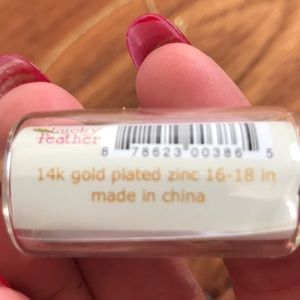 lucky
feather
8 78623 00386 5
14k gold plated zinc 16-18 in
made in china